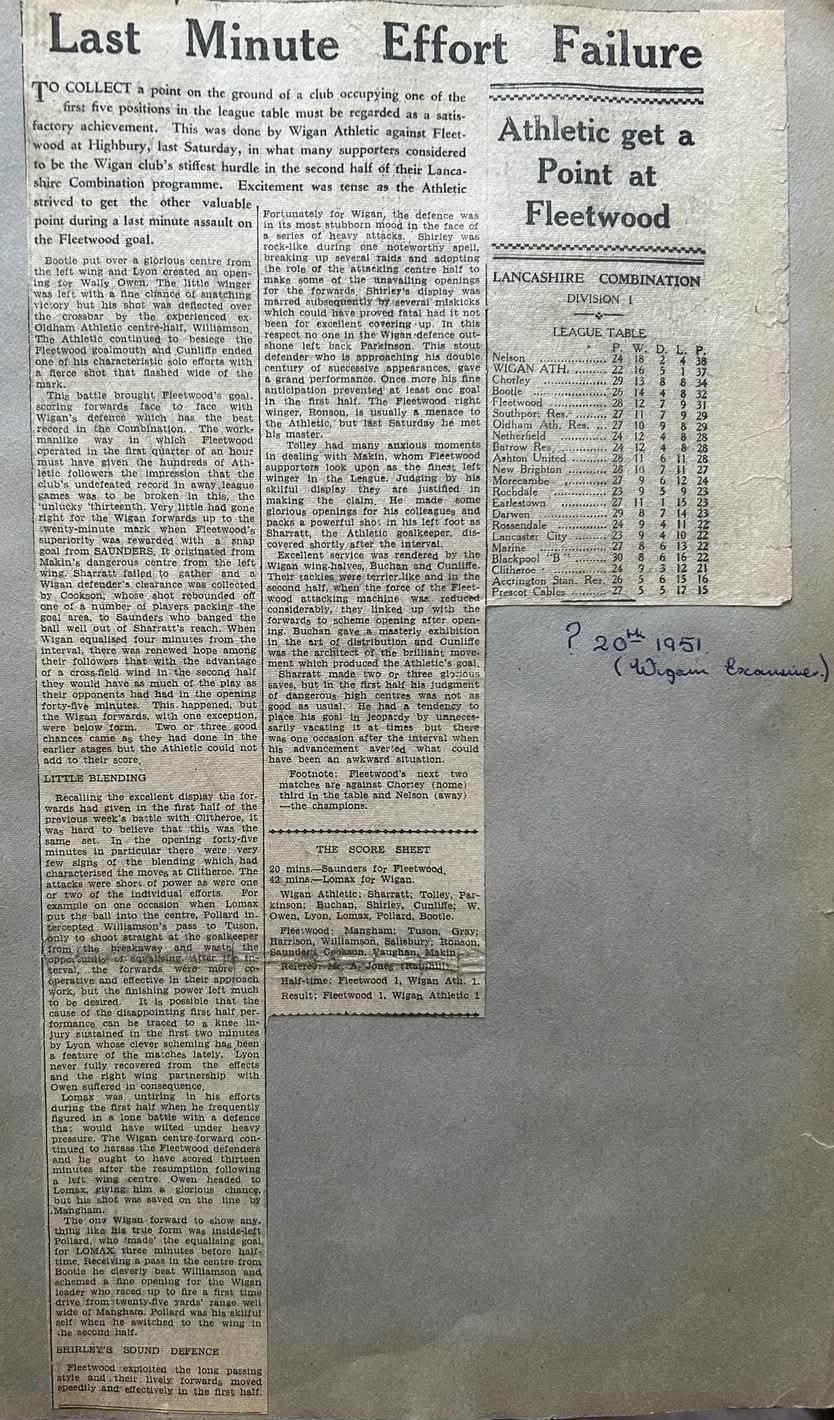 Last Minute Effort Failure
TO COLLECT a point on the ground of a club occupying one of the
first five positions in the league table must be regarded as a satis-
factory achievement. This was done by Wigan Athletic against Fleet-
wood at Highbury, last Saturday, in what many supporters considered
to be the Wigan club's stiffest hurdle in the second half of their Lanca-
shire Combination programme. Excitement was tense as the Athletic
strived to get the other valuable
point during a last minute assault on
the Fleetwood goal.
Bootle put over a glorious centre from
the left wing and Lyon created an open-
ing for Wally Owen. The little winger
was left with a fine chance of snatching
victory but his shot was deflected over
the crossbar by the experienced ex-
Oldham Athletic centre-half, Williamson.
The Athletic continued to besiege the
Fleetwood goalmouth and Cunliffe ended
one of his characteristic solo efforts with
a fierce shot that flashed wide of the
mark.
This battle brought Fleetwood's goal-
scoring forwards face to face with
Wigan's defence which has the best
record in the Combination. The work-
manlike way in which Fleetwood
operated in the first quarter of an hour
must have given the hundreds of Ath-
letic followers the impression that the
club's undefeated record in away league
games was to be broken in this, the
'unlucky 'thirteenth. Very little had gone
right for the Wigan forwards up to the
twenty-minute mark when Fleetwood's
superiority was rewarded with a snap
goal from SAUNDERS. It originated from
Makin's dangerous centre from the left
wing. Sharratt failed to gather and a
Wigan defender's clearance was collected
by Cookson, whose shot rebounded off
one of a number of players packing the
goal area, to Saunders who banged the
ball well out of Sharratt's reach. When
Wigan equalised four minutes from the
interval, there was renewed hope among
their followers that with the advantage
of a cross-field wind in the second half
they would have as much of the play as
their opponents had had in the opening
forty-five minutes. This happened, but
the Wigan forwards, with one exception,
were below form. Two or three good
chances came as they had done in the
earlier stages but the Athletic could not
add to their score.
LITTLE BLENDING
Recalling the excellent display the for-
wards had given in the first half of the
previous week's battle with Clitheroe, it
was hard to believe that this was the
same set. In the opening forty-five
minutes in particular there were very
few signs of the blending which had
characterised the moves at Clitheroe. The
attacks were short of power as were one
or two of the individual efforts. For
example on one occasion when Lomax
put the ball into the centre, Pollard in-
tercepted Williamson's pass to Tuson,
only to shoot straight at the goalkeeper
from the breakaway and waste the
opportunity of equalising. After the in-
terval, the forwards were more co-
operative and effective in their approach
work, but the finishing power left much
to be desired. It is possible that the
cause of the disappointing first half per-
formance can be traced to a knee in-
jury sustained in the first two minutes
by Lyon whose clever scheming has been
a feature of the matches lately. Lyon
never fully recovered from the effects
and the right wing partnership with
Owen suffered in consequence.
Lomax was untiring in his efforts
during the first half when he frequently
figured in a lone battle with a defence
that would have wilted under heavy
pressure. The Wigan centre-forward con-
tinued to harass the Fleetwood defenders
and he ought to have scored thirteen
minutes after the resumption following
a left wing centre. Owen headed to
Lomax, giving him a glorious chance,
but his shot was saved on the line by
Mangham.
The one Wigan forward to show any-
thing like his true form was inside-left
Pollard, who 'made' the equalising goal
for LOMAX three minutes before half-
time. Receiving a pass in the centre from
Bootle he cleverly beat Williamson and
schemed a fine opening for the Wigan
leader who raced up to fire a first time
drive from twenty-five yards' range well
wide of Mangham. Pollard was his skilful
self when he switched to the wing in
the second half.
SHIRLEY'S SOUND DEFENCE
Fleetwood exploited the long passing
style and their lively forwards moved
speedily and effectively in the first half.
Fortunately for Wigan, the defence was
in its most stubborn mood in the face of
a series of heavy attacks. Shirley was
rock-like during one noteworthy spell,
breaking up several raids and adopting
the role of the attacking centre half to
make some of the unavailing openings
for the forwards. Shirley's display was
marred subsequently by several miskicks
which could have proved fatal had it not
been for excellent covering up. In this
respect no one in the Wigan defence out-
shone left back Parkinson. This stout
defender who is approaching his double
century of successive appearances, gave
a grand performance. Once more his fine
anticipation prevented at least one goal
in the first half. The Fleetwood right
winger, Ronson, is usually a menace to
the Athletic, but last Saturday he met
his master.
Tolley had many anxious moments
in dealing with Makin, whom Fleetwood
supporters look upon as the finest left
winger in the League. Judging by his
skilful display they are justified in
making the claim. He made some
glorious openings for his colleagues and
packs a powerful shot in his left foot as
Sharratt, the Athletic goalkeeper, dis-
covered shortly after the interval.
Excellent service was rendered by the
Wigan wing-halves, Buchan and Cunliffe.
Their tackles were terrier-like and in the
second half, when the force of the Fleet-
wood attacking machine was reduced
considerably, they linked up with the
forwards to scheme opening after open-
ing. Buchan gave a masterly exhibition
in the art of distribution and Cunliffe
was the architect of the brilliant move-
ment which produced the Athletic's goal.
Sharratt made two or three glorious
saves, but in the first half his judgment
of dangerous high centres was not as
good as usual. He had a tendency to
place his goal in jeopardy by unneces-
sarily vacating it at times but there
was one occasion after the interval when
his advancement averted what could
have been an awkward situation.
Footnote: Fleetwood's next two
matches are against Chorley (home)
third in the table and Nelson (away)
—the champions.
THE SCORE SHEET
20 mins.—Saunders for Fleetwood.
42 mins.—Lomax for Wigan.
Wigan Athletic: Sharratt; Tolley, Par-
kinson; Buchan, Shirley, Cunliffe; W.
Owen, Lyon, Lomax, Pollard, Bootle.
Fleetwood: Mangham; Tuson, Gray;
Harrison, Williamson, Salisbury; Ronson,
Saunders, Cookson, Vaughan, Makin.
Referee: Mr. A. Jones (Rainhill).
Half-time: Fleetwood 1, Wigan Ath. 1.
Result: Fleetwood 1, Wigan Athletic 1
Athletic get a
Point at
Fleetwood
LANCASHIRE COMBINATION
DIVISION 1
LEAGUE TABLE
P. W. D. L. P.
Nelson 24 18 2 4 38
WIGAN ATH. 22 16 5 1 37
Chorley 29 13 8 8 34
Bootle 26 14 4 8 32
Fleetwood 28 12 7 9 31
Southport Res. 27 11 7 9 29
Oldham Ath. Res. 27 10 9 8 29
Netherfield 24 12 4 8 28
Barrow Res. 24 12 4 8 28
Ashton United 28 11 6 11 28
New Brighton 28 10 7 11 27
Morecambe 27 9 6 12 24
Rochdale 23 9 5 9 23
Earlestown 27 11 1 15 23
Darwen 29 8 7 14 23
Rossendale 24 9 4 11 22
Lancaster City 23 9 4 10 22
Marine 27 8 6 13 22
Blackpool "B" 30 8 6 16 22
Clitheroe 24 9 3 12 21
Accrington Stan. Res. 26 5 6 15 16
Prescot Cables 27 5 5 17 15
? 20th 1951.
(Wigan Examiner.)